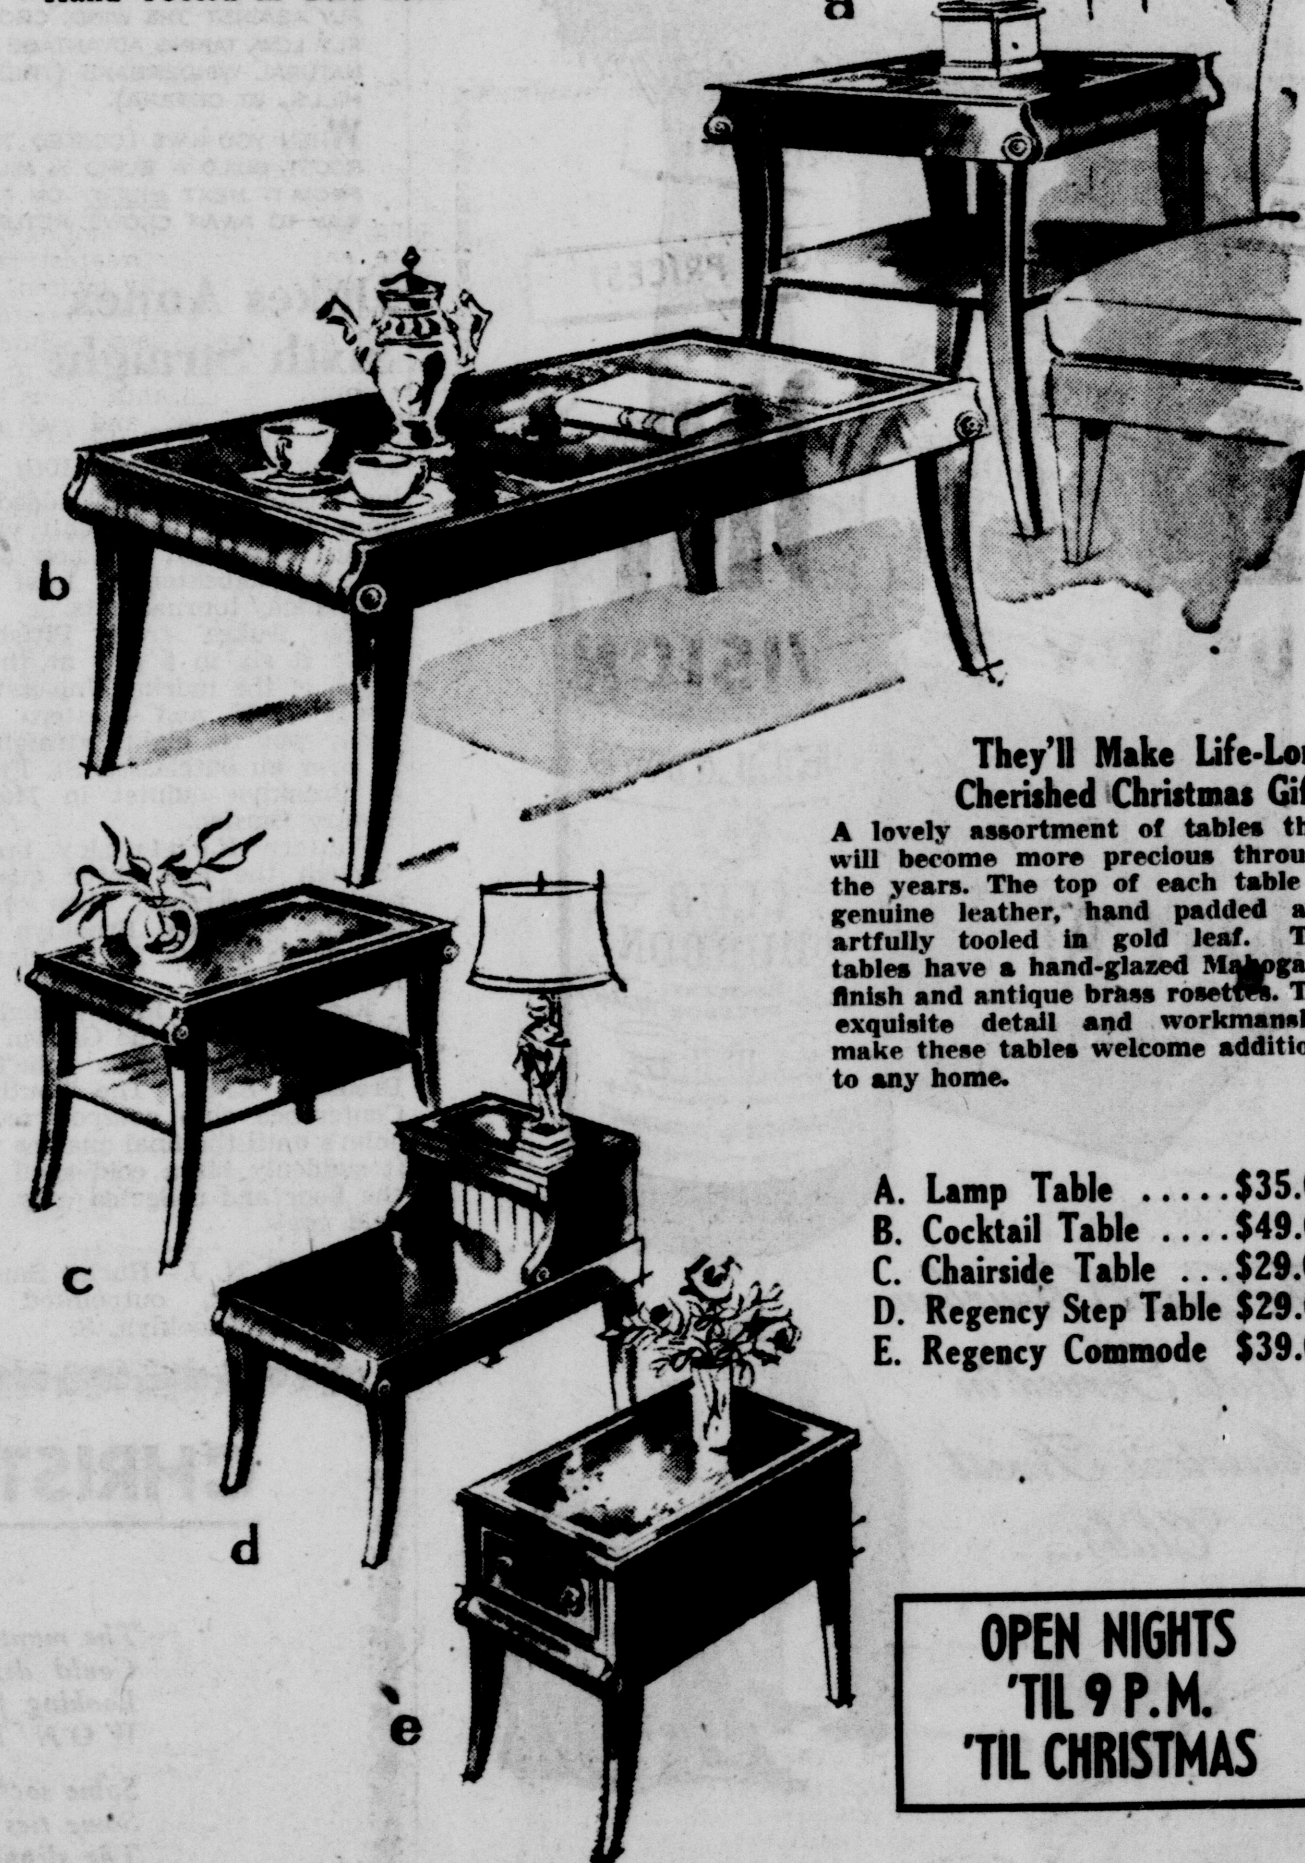 a
b
They'll Make Life-Lon
Cherished Christmas Gif
A lovely assortment of tables th
will become more precious throu
the years. The top of each table
genuine leather, hand padded a
artfully tooled in gold leaf. T
tables have a hand-glazed Mahoga
finish and antique brass rosettes. T
exquisite detail and workmansh
make these tables welcome additio
to any home.
A. Lamp Table .....$35.
B. Cocktail Table ....$49.
C. Chairside Table ...$29.
D. Regency Step Table $29.
E. Regency Commode $39.
c
d
e
OPEN NIGHTS
'TIL 9 P.M.
'TIL CHRISTMAS